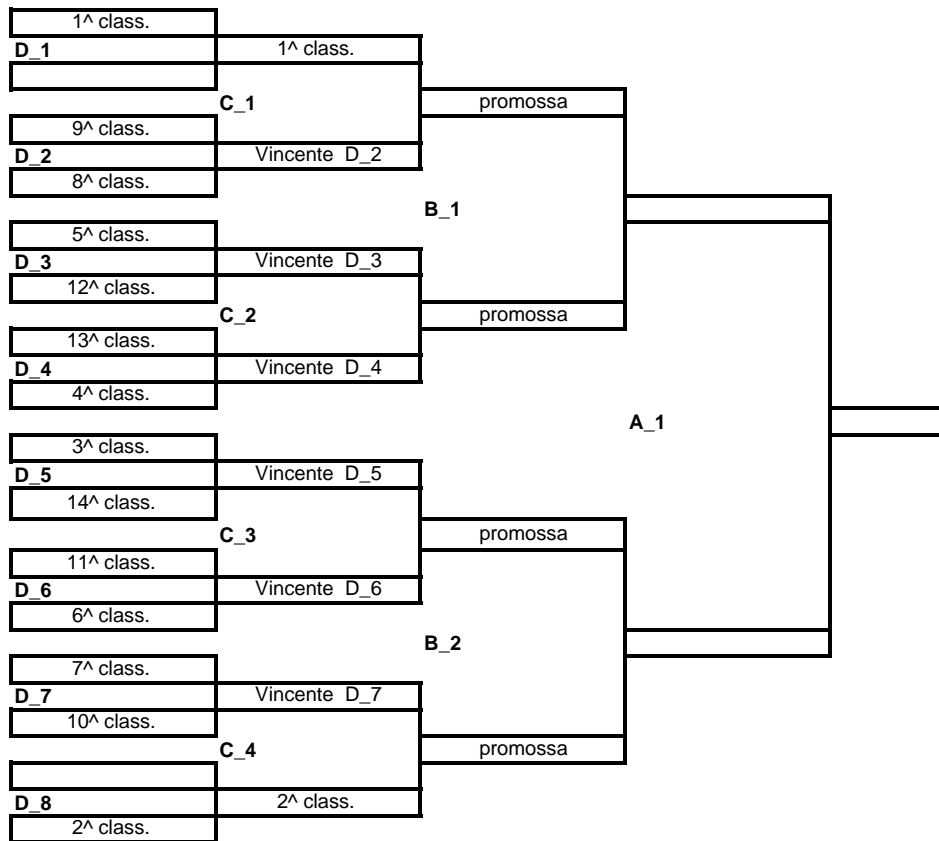 1^ class.
D_1 1^ class.
C_1 promossa
9^ class.
D_2 Vincente D_2
8^ class.
B_1
5^ class.
D_3 Vincente D_3
12^ class.
C_2 promossa
13^ class.
D_4 Vincente D_4
4^ class.
A_1
3^ class.
D_5 Vincente D_5
14^ class.
C_3 promossa
11^ class.
D_6 Vincente D_6
6^ class.
B_2
7^ class.
D_7 Vincente D_7
10^ class.
C_4 promossa
D_8 2^ class.
2^ class.